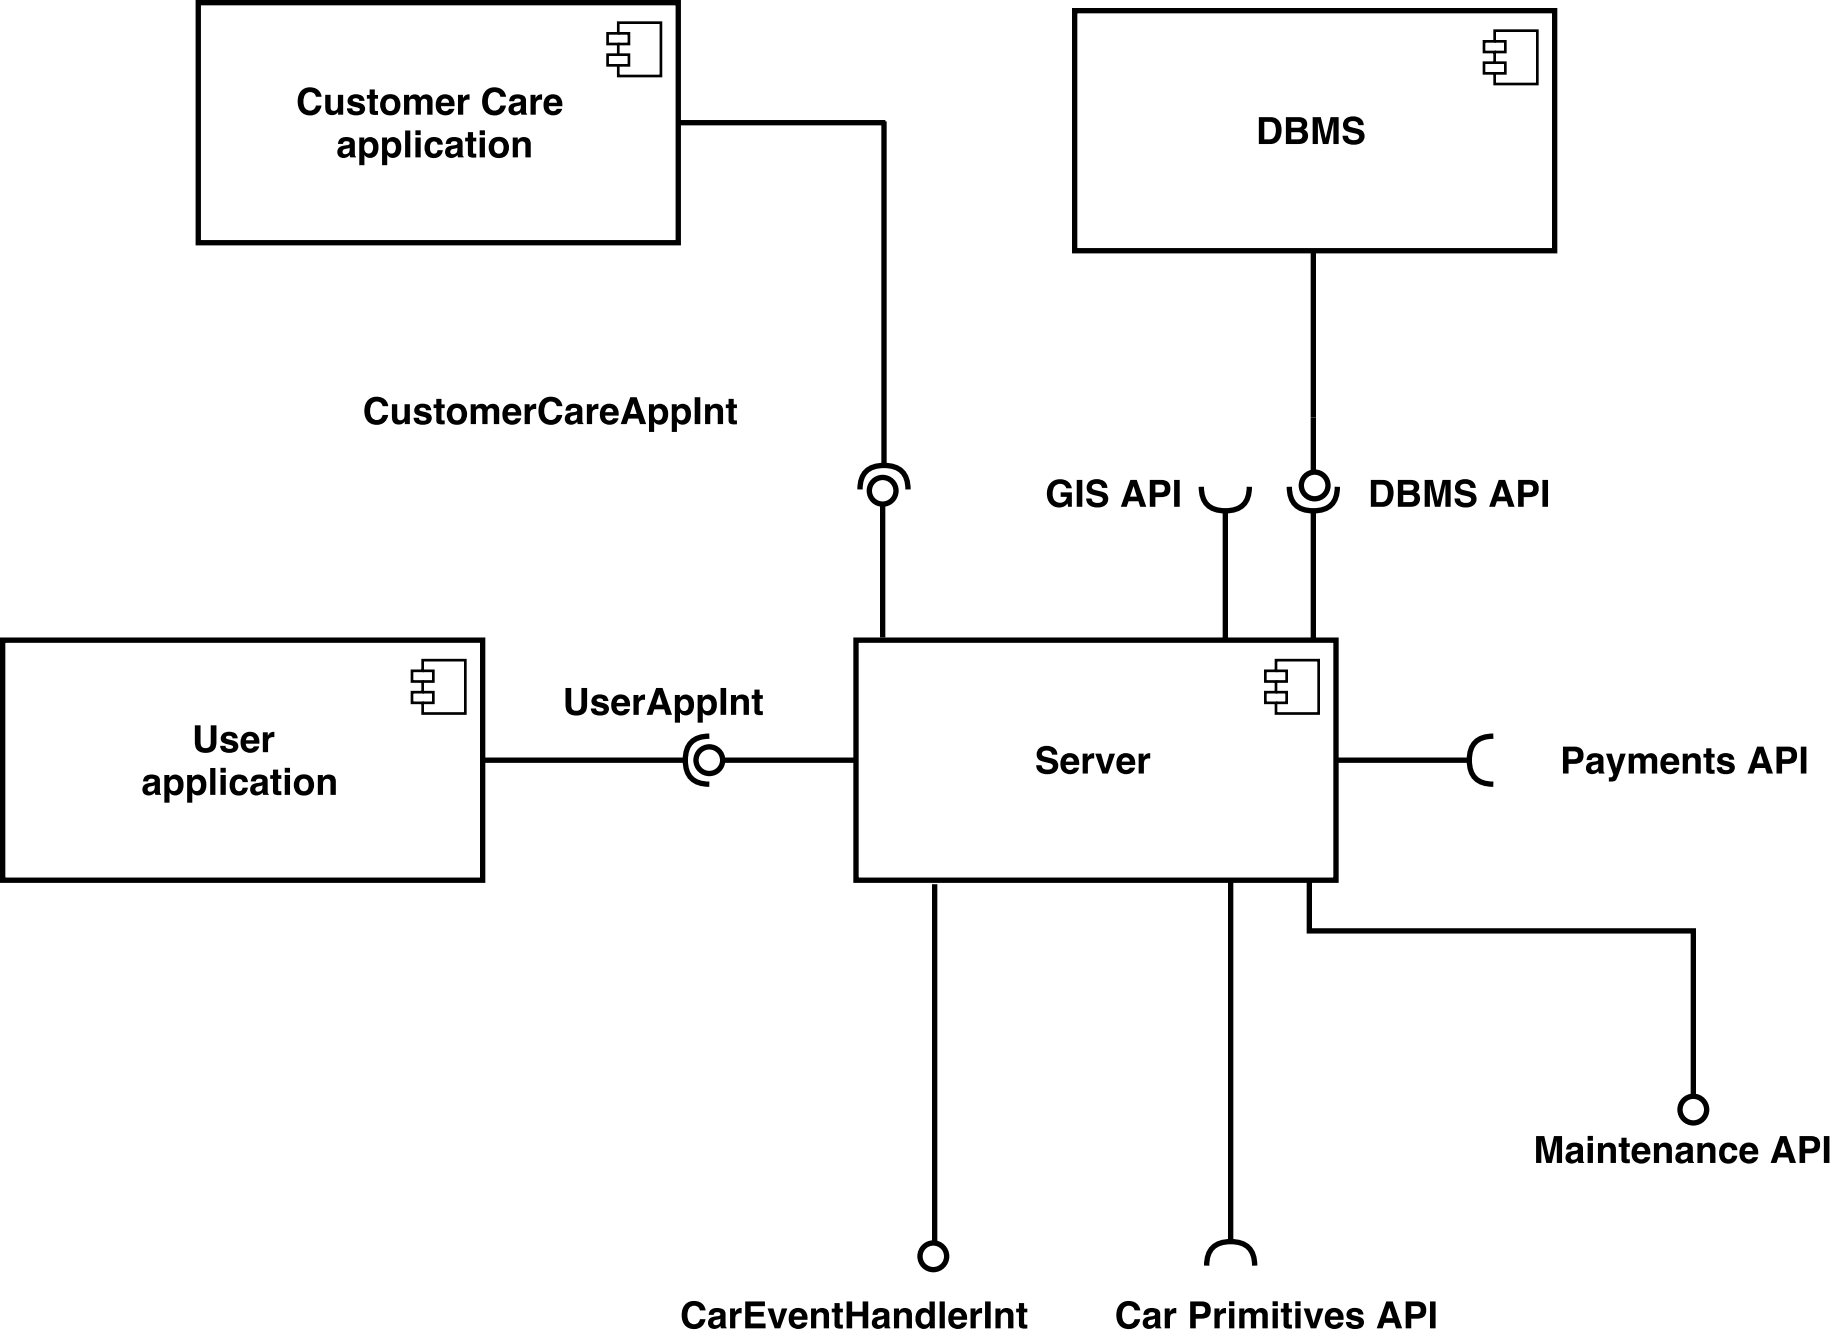 Customer Care
application
DBMS
CustomerCareAppInt
GIS API
DBMS API
User
application
UserAppInt
Server
Payments API
Maintenance API
CarEventHandlerInt
Car Primitives API